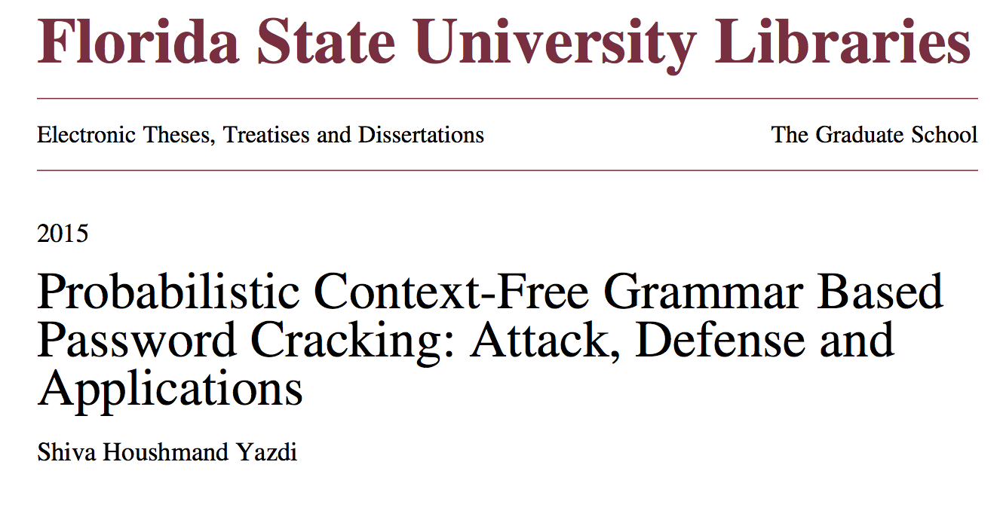 Florida State University Libraries
Electronic Theses, Treatises and Dissertations The Graduate School
2015
Probabilistic Context-Free Grammar Based
Password Cracking: Attack, Defense and
Applications
Shiva Houshmand Yazdi